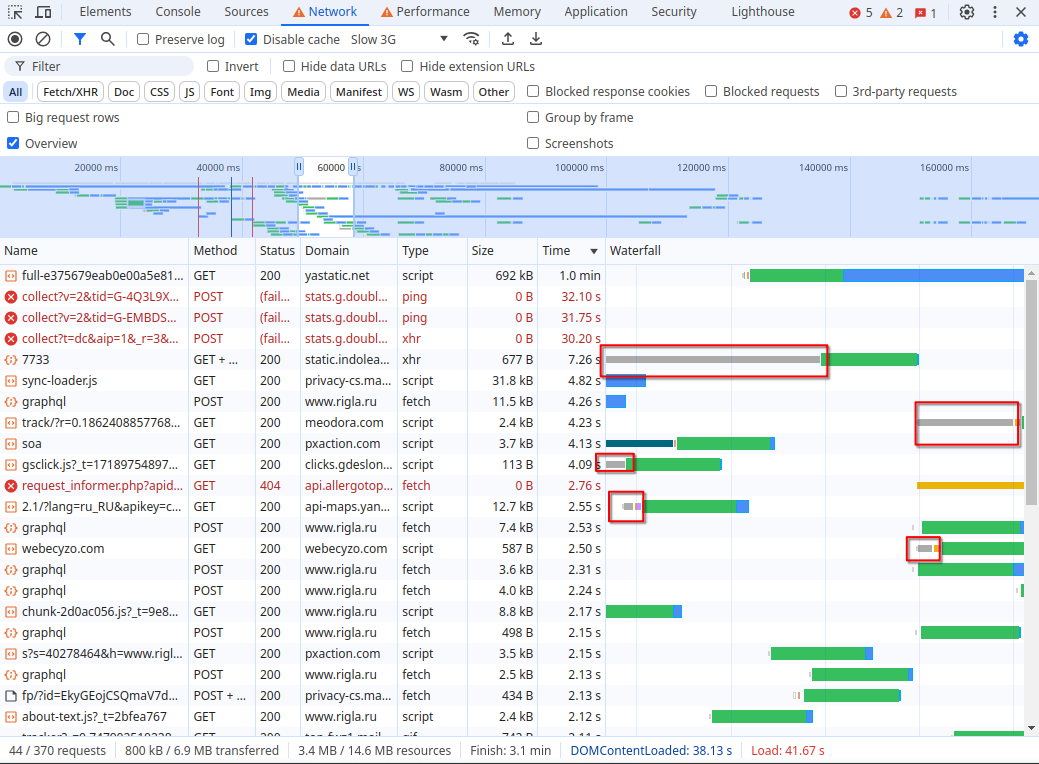 Elements Console Sources Network Performance Memory Application Security Lighthouse 5 2 1
Preserve log Disable cache Slow 3G
Filter Invert Hide data URLs Hide extension URLs
All Fetch/XHR Doc CSS JS Font Img Media Manifest WS Wasm Other Blocked response cookies Blocked requests 3rd-party requests
Big request rows Group by frame
Overview Screenshots
20000 ms 40000 ms 60000 s 80000 ms 100000 ms 120000 ms 140000 ms 160000 ms
Name Method Status Domain Type Size Time Waterfall
full-e375679eab0e00a5e81... GET 200 yastatic.net script 692 kB 1.0 min
collect?v=2&tid=G-4Q3L9X... POST (fail... stats.g.doubl... ping 0 B 32.10 s
collect?v=2&tid=G-EMBDS... POST (fail... stats.g.doubl... ping 0 B 31.75 s
collect?t=dc&aip=1&_r=3&... POST (fail... stats.g.doubl... xhr 0 B 30.20 s
7733 GET + ... 200 static.indolea... xhr 677 B 7.26 s
sync-loader.js GET 200 privacy-cs.ma... script 31.8 kB 4.82 s
graphql POST 200 www.rigla.ru fetch 11.5 kB 4.26 s
track/?r=0.1862408857768... GET 200 meodora.com script 2.4 kB 4.23 s
soa GET 200 pxaction.com script 3.7 kB 4.13 s
gsclick.js?_t=17189754897... GET 200 clicks.gdeslon... script 113 B 4.09 s
request_informer.php?apid... GET 404 api.allergotop... fetch 0 B 2.76 s
2.1/?lang=ru_RU&apikey=c... GET 200 api-maps.yan... script 12.7 kB 2.55 s
graphql POST 200 www.rigla.ru fetch 7.4 kB 2.53 s
webecyzo.com GET 200 webecyzo.com script 587 B 2.50 s
graphql POST 200 www.rigla.ru fetch 3.6 kB 2.31 s
graphql POST 200 www.rigla.ru fetch 4.0 kB 2.24 s
chunk-2d0ac056.js?_t=9e8... GET 200 www.rigla.ru script 8.8 kB 2.17 s
graphql POST 200 www.rigla.ru fetch 498 B 2.15 s
s?s=40278464&h=www.rigl... GET 200 pxaction.com script 3.5 kB 2.15 s
graphql POST 200 www.rigla.ru fetch 2.5 kB 2.13 s
fp/?id=EkyGEojCSQmaV7d... POST + ... 200 privacy-cs.ma... fetch 434 B 2.13 s
about-text.js?_t=2bfea767 GET 200 www.rigla.ru script 2.4 kB 2.12 s
44 / 370 requests 800 kB / 6.9 MB transferred 3.4 MB / 14.6 MB resources Finish: 3.1 min DOMContentLoaded: 38.13 s Load: 41.67 s